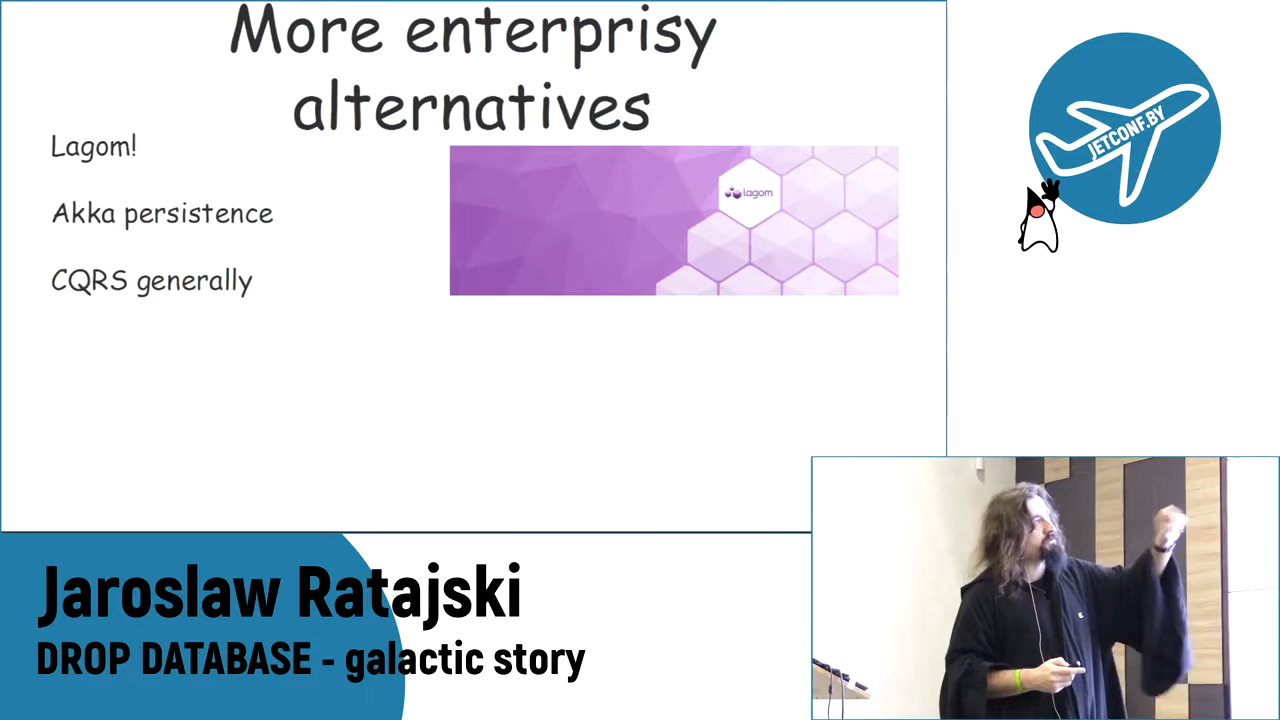 More enterprisy
alternatives
Lagom!
Akka persistence
CQRS generally
lagom
JETCONF.BY
Jaroslaw Ratajski
DROP DATABASE - galactic story